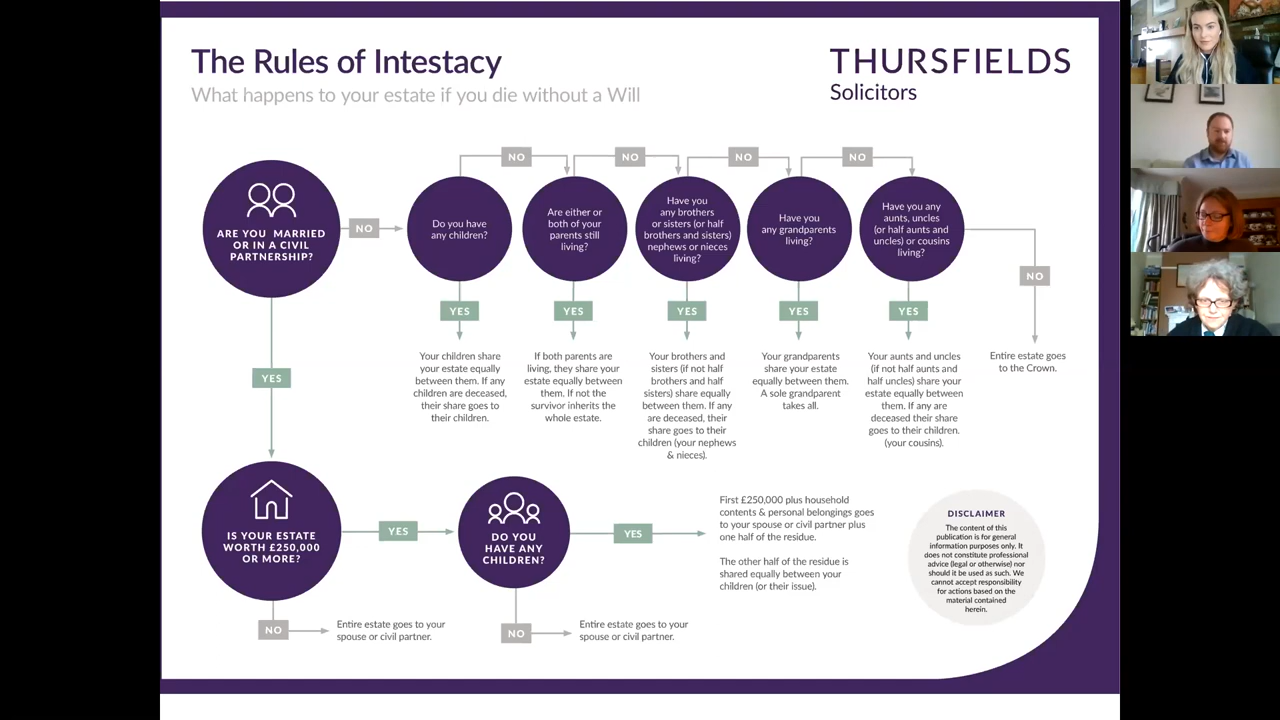 The Rules of Intestacy
What happens to your estate if you die without a Will
THURSFIELDS
Solicitors
NO
NO
NO
NO
ARE YOU MARRIED
OR IN A CIVIL
PARTNERSHIP?
NO
Do you have
any children?
Are either or
both of your
parents still
living?
Have you
any brothers
or sisters (or half
brothers and sisters)
nephews or nieces
living?
Have you
any grandparents
living?
Have you any
aunts, uncles
(or half aunts and
uncles) or cousins
living?
NO
YES
YES
YES
YES
YES
Your children share
your estate equally
between them. If any
children are deceased,
their share goes to
their children.
If both parents are
living, they share your
estate equally between
them. If not the
survivor inherits the
whole estate.
Your brothers and
sisters (if not half
brothers and half
sisters) share equally
between them. If any
are deceased, their
share goes to their
children (your nephews
& nieces).
Your grandparents
share your estate
equally between them.
A sole grandparent
takes all.
Your aunts and uncles
(if not half aunts and
half uncles) share your
estate equally between
them. If any are
deceased their share
goes to their children.
(your cousins).
Entire estate goes
to the Crown.
YES
IS YOUR ESTATE
WORTH £250,000
OR MORE?
YES
DO YOU
HAVE ANY
CHILDREN?
YES
First £250,000 plus household
contents & personal belongings goes
to your spouse or civil partner plus
one half of the residue.
The other half of the residue is
shared equally between your
children (or their issue).
DISCLAIMER
The content of this
publication is for general
information purposes only. It
does not constitute professional
advice (legal or otherwise) nor
should it be used as such. We
cannot accept responsibility
for actions based on the
material contained
herein.
NO
Entire estate goes to your
spouse or civil partner.
NO
Entire estate goes to your
spouse or civil partner.